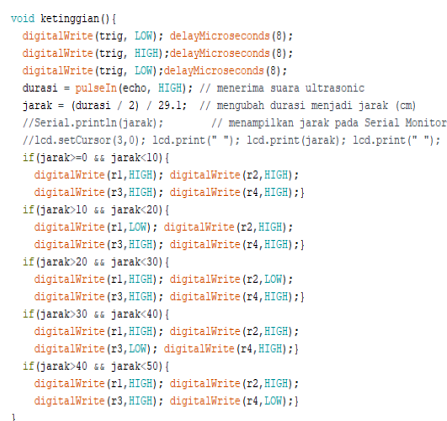 void ketinggian(){
digitalWrite(trig, LOW); delayMicroseconds(8);
digitalWrite(trig, HIGH);delayMicroseconds(8);
digitalWrite(trig, LOW);delayMicroseconds(8);
durasi = pulseIn(echo, HIGH); // menerima suara ultrasonic
jarak = (durasi / 2) / 29.1;  // mengubah durasi menjadi jarak (cm)
//Serial.println(jarak);        // menampilkan jarak pada Serial Monitor
//lcd.setCursor(3,0); lcd.print(" "); lcd.print(jarak); lcd.print(" ");
if(jarak>=0 && jarak<10){
digitalWrite(r1,HIGH); digitalWrite(r2,HIGH);
digitalWrite(r3,HIGH); digitalWrite(r4,HIGH);}
if(jarak>10 && jarak<20){
digitalWrite(r1,LOW); digitalWrite(r2,HIGH);
digitalWrite(r3,HIGH); digitalWrite(r4,HIGH);}
if(jarak>20 && jarak<30){
digitalWrite(r1,HIGH); digitalWrite(r2,LOW);
digitalWrite(r3,HIGH); digitalWrite(r4,HIGH);}
if(jarak>30 && jarak<40){
digitalWrite(r1,HIGH); digitalWrite(r2,HIGH);
digitalWrite(r3,LOW); digitalWrite(r4,HIGH);}
if(jarak>40 && jarak<50){
digitalWrite(r1,HIGH); digitalWrite(r2,HIGH);
digitalWrite(r3,HIGH); digitalWrite(r4,LOW);}
}